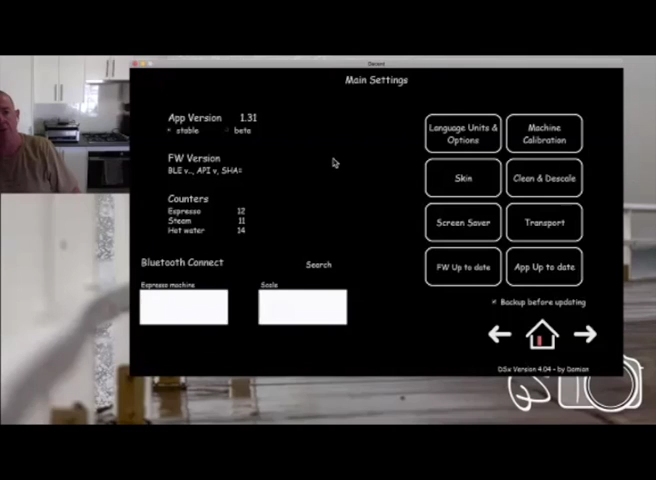 Decent
Main Settings
App Version 1.31
stable beta
FW Version
BLE v.., API v, SHA=
Counters
Espresso 12
Steam 11
Hot water 14
Bluetooth Connect
Search
Espresso machine
Scale
Language Units &
Options
Machine
Calibration
Skin
Clean & Descale
Screen Saver
Transport
FW Up to date
App Up to date
Backup before updating
DSx Version 4.04 - by Damian